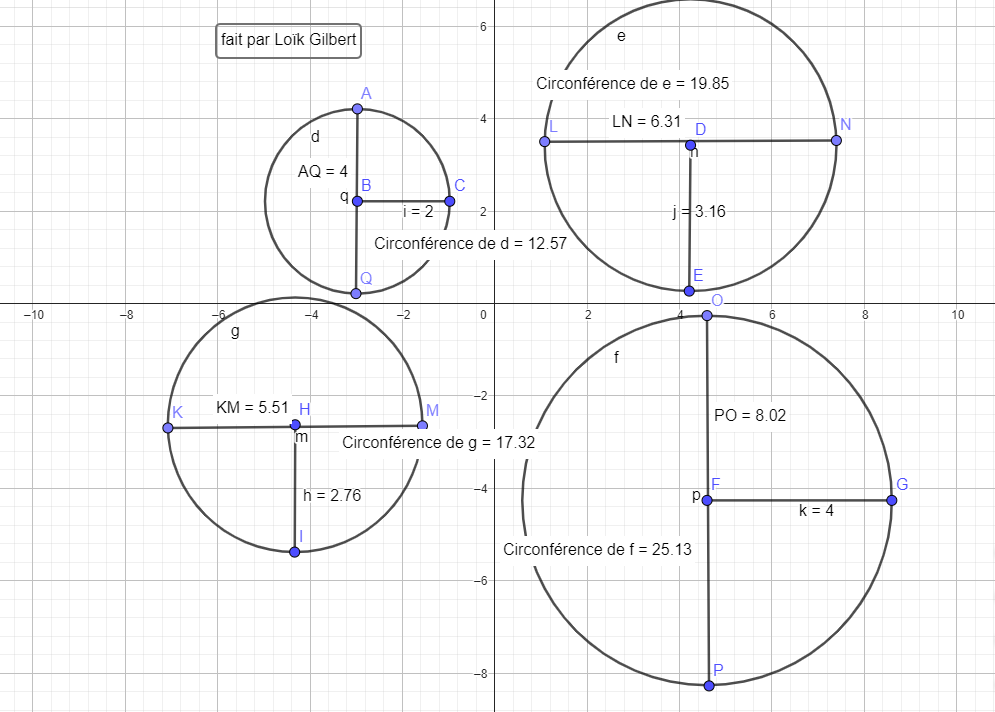 fait par Loïk Gilbert
6
e
Circonférence de e = 19.85
A
4
d
L
LN = 6.31
D
N
n
AQ = 4
B
q
C
i = 2
2
j = 3.16
Circonférence de d = 12.57
Q
E
O
−10
−8
−6
−4
−2
0
2
4
6
8
10
g
f
−2
K
KM = 5.51
H
M
m
Circonférence de g = 17.32
PO = 8.02
h = 2.76
−4
p
F
G
k = 4
I
Circonférence de f = 25.13
−6
P
−8